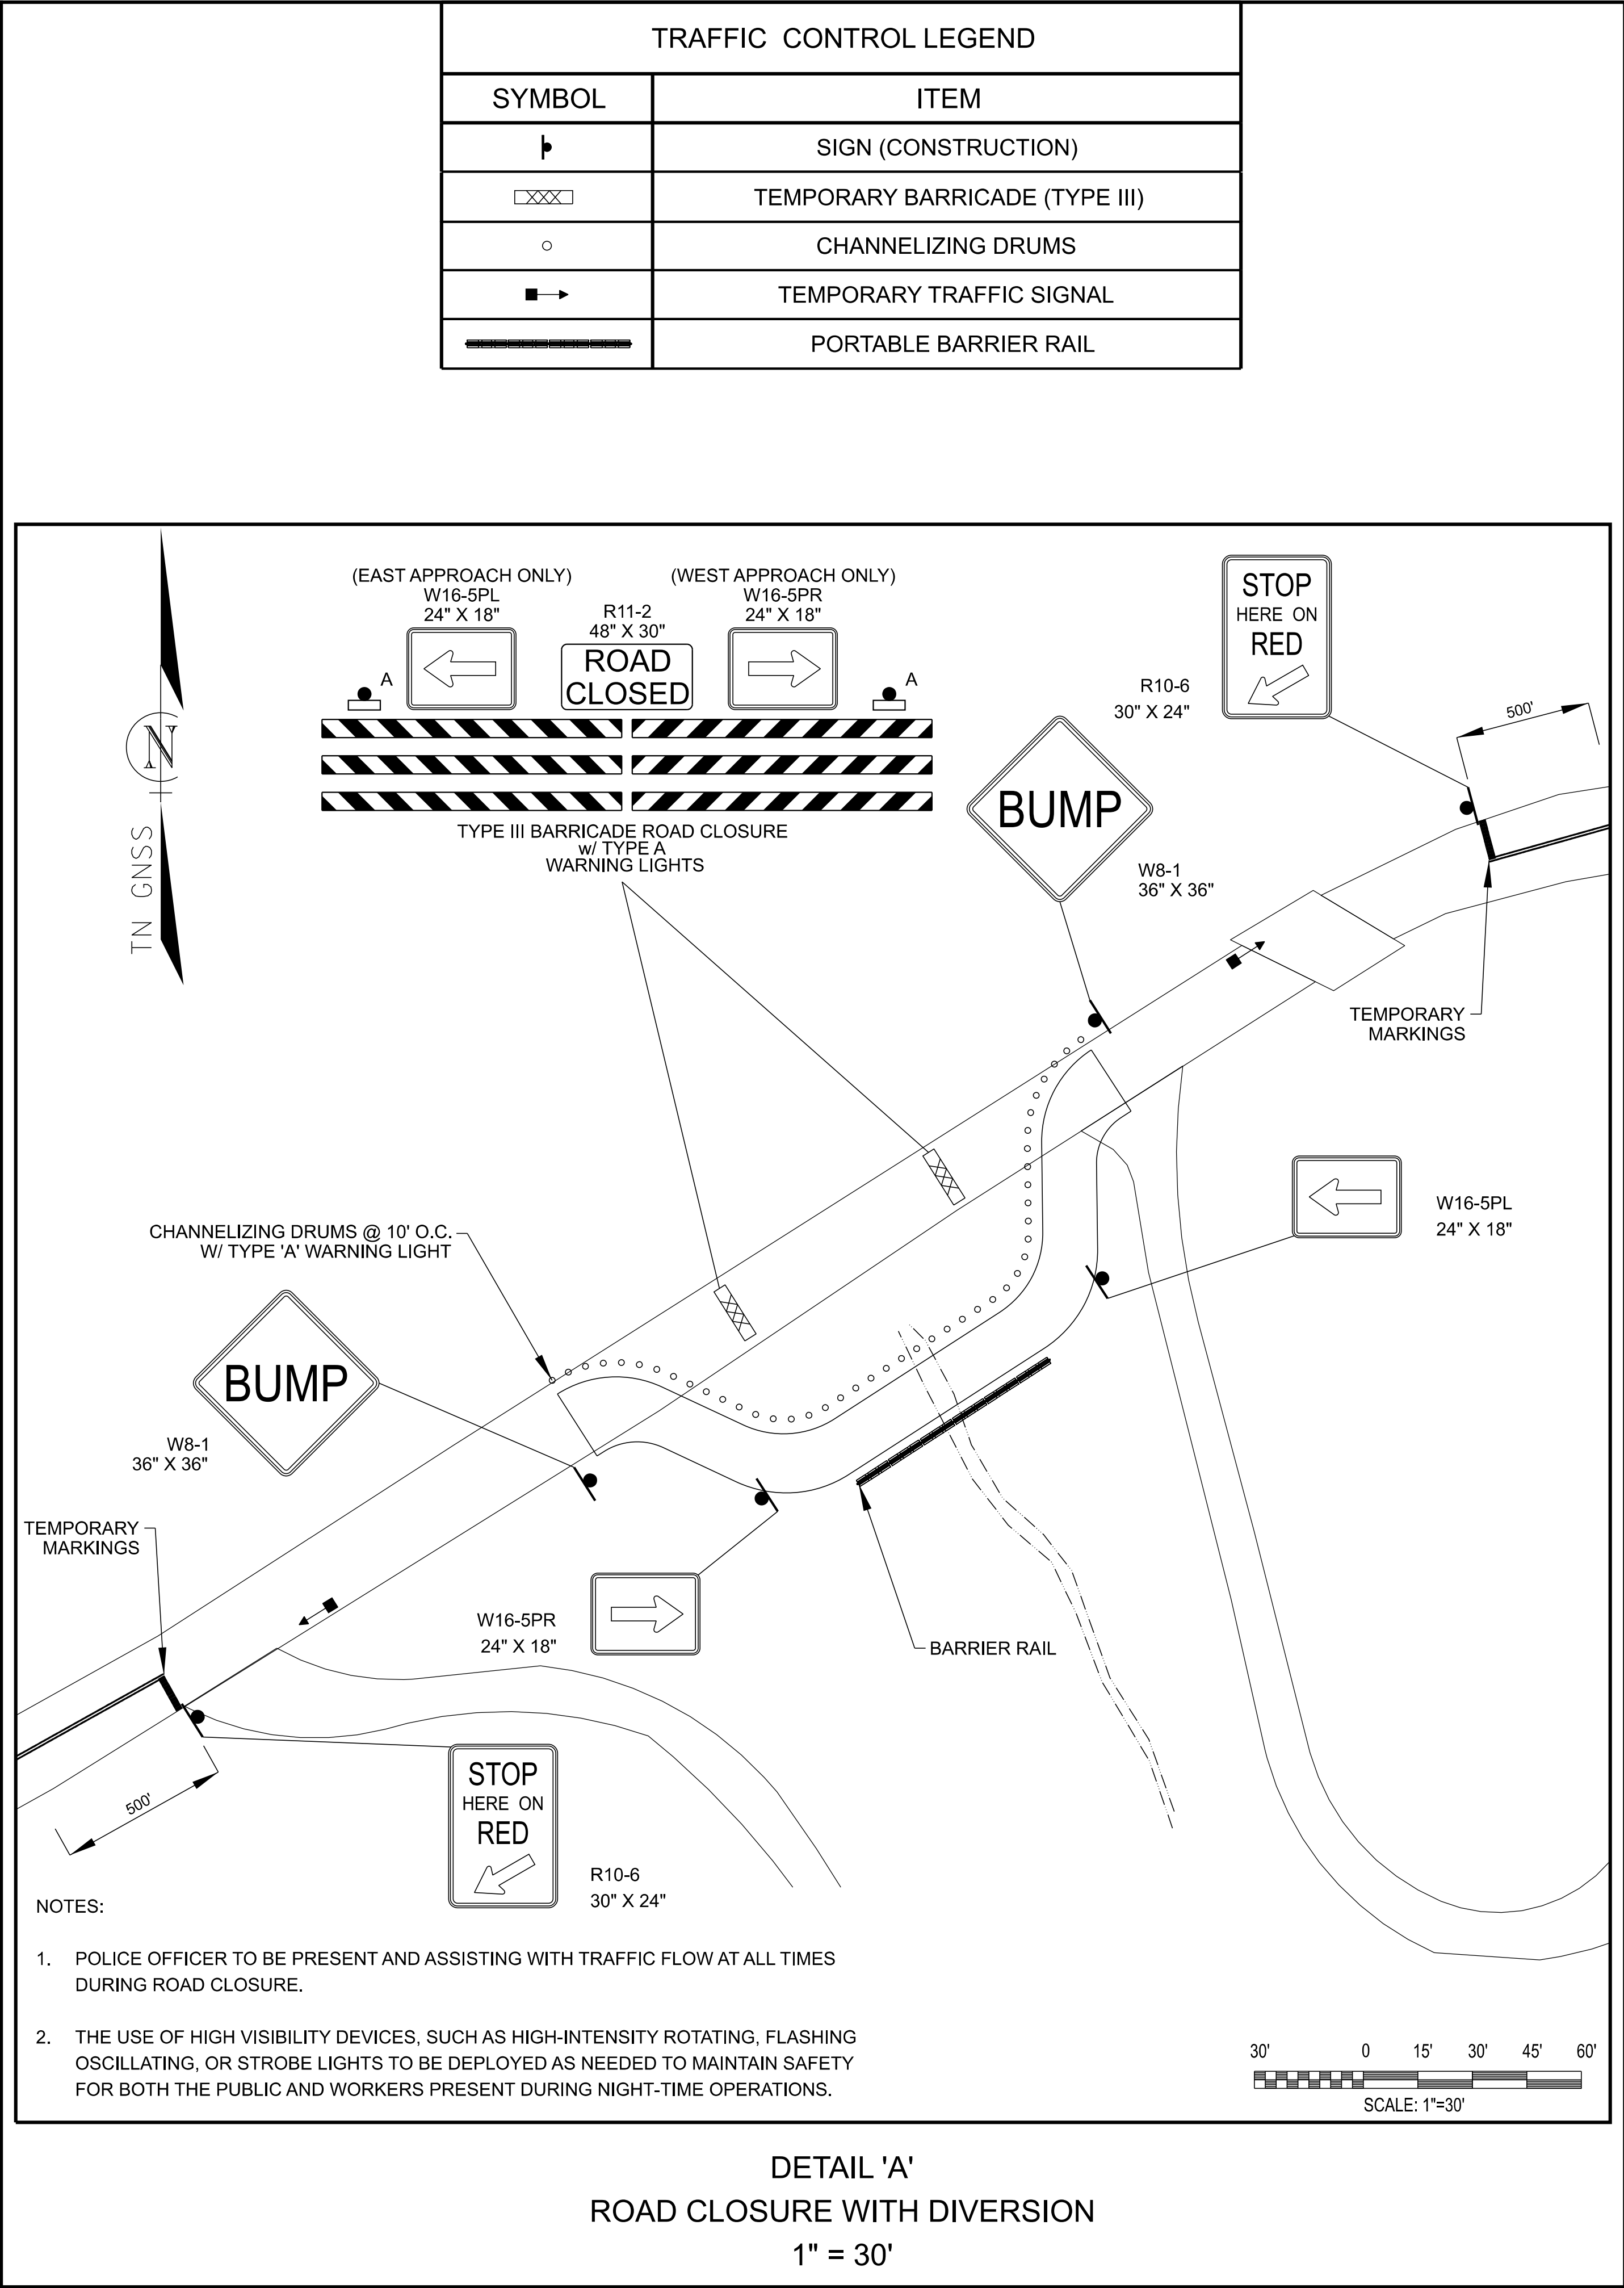 TRAFFIC CONTROL LEGEND
SYMBOL ITEM
SIGN (CONSTRUCTION)
TEMPORARY BARRICADE (TYPE III)
CHANNELIZING DRUMS
TEMPORARY TRAFFIC SIGNAL
PORTABLE BARRIER RAIL
(EAST APPROACH ONLY)
W16-5PL
24" X 18"
R11-2
48" X 30"
(WEST APPROACH ONLY)
W16-5PR
24" X 18"
A
ROAD
CLOSED
A
TYPE III BARRICADE ROAD CLOSURE
w/ TYPE A
WARNING LIGHTS
N
TN GNSS
STOP
HERE ON
RED
R10-6
30" X 24"
500'
BUMP
W8-1
36" X 36"
TEMPORARY
MARKINGS
W16-5PL
24" X 18"
CHANNELIZING DRUMS @ 10' O.C.
W/ TYPE 'A' WARNING LIGHT
BUMP
W8-1
36" X 36"
TEMPORARY
MARKINGS
W16-5PR
24" X 18"
BARRIER RAIL
500'
STOP
HERE ON
RED
R10-6
30" X 24"
NOTES:
1. POLICE OFFICER TO BE PRESENT AND ASSISTING WITH TRAFFIC FLOW AT ALL TIMES
DURING ROAD CLOSURE.
2. THE USE OF HIGH VISIBILITY DEVICES, SUCH AS HIGH-INTENSITY ROTATING, FLASHING
OSCILLATING, OR STROBE LIGHTS TO BE DEPLOYED AS NEEDED TO MAINTAIN SAFETY
FOR BOTH THE PUBLIC AND WORKERS PRESENT DURING NIGHT-TIME OPERATIONS.
30' 0 15' 30' 45' 60'
SCALE: 1"=30'
DETAIL 'A'
ROAD CLOSURE WITH DIVERSION
1" = 30'